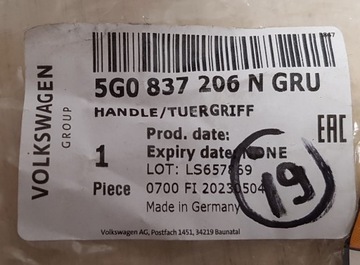 VOLKSWAGEN
GROUP
5G0 837 206 N GRU
HANDLE/TUERGRIFF
Prod. date:
1
Piece
Expiry date: NONE
LOT: LS657869
0700 FI 20230504
Made in Germany
EAC
19
Volkswagen AG, Postfach 1451, 34219 Baunatal